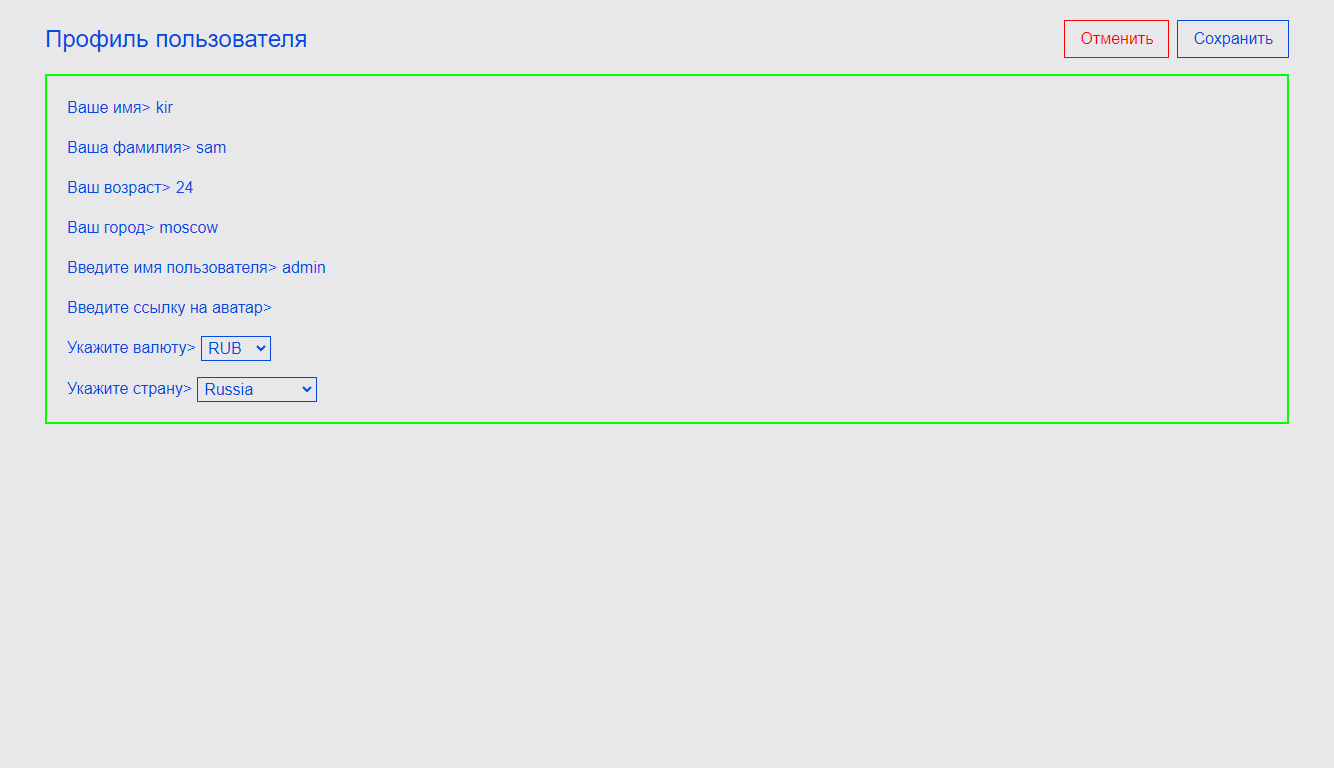 Профиль пользователя
Отменить
Сохранить
Ваше имя> kir
Ваша фамилия> sam
Ваш возраст> 24
Ваш город> moscow
Введите имя пользователя> admin
Введите ссылку на аватар>
Укажите валюту> RUB
Укажите страну> Russia